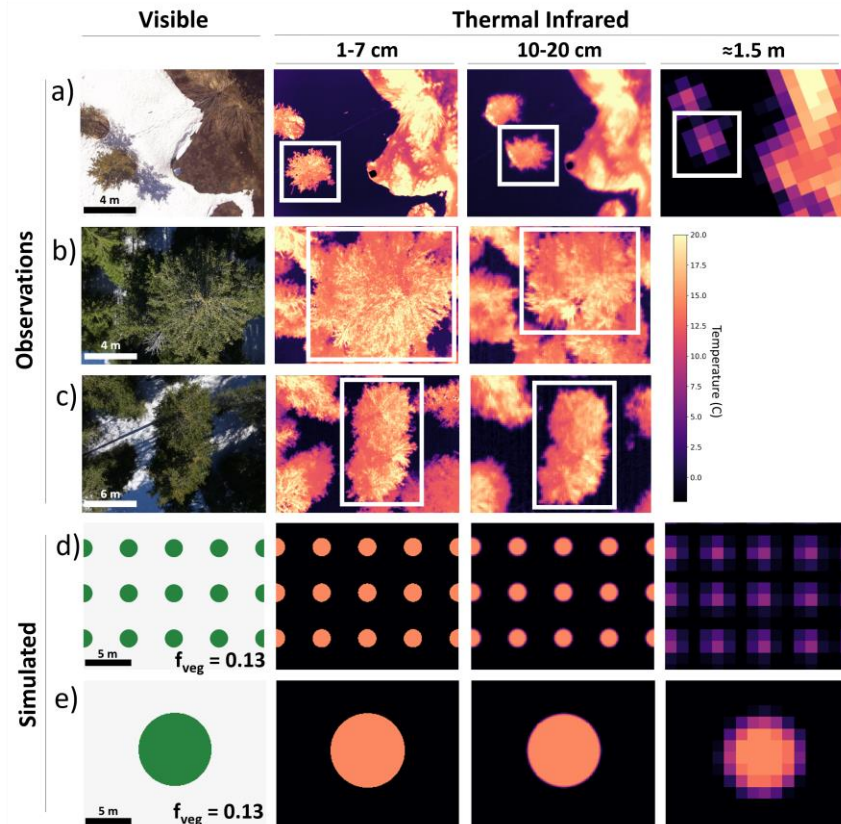 Visible
Thermal Infrared
1-7 cm
10-20 cm
≈1.5 m
Observations
a)
4 m
b)
4 m
c)
6 m
20.0
17.5
15.0
12.5
10.0
7.5
5.0
2.5
0.0
Temperature (C)
Simulated
d)
5 m
f_veg = 0.13
e)
5 m
f_veg = 0.13